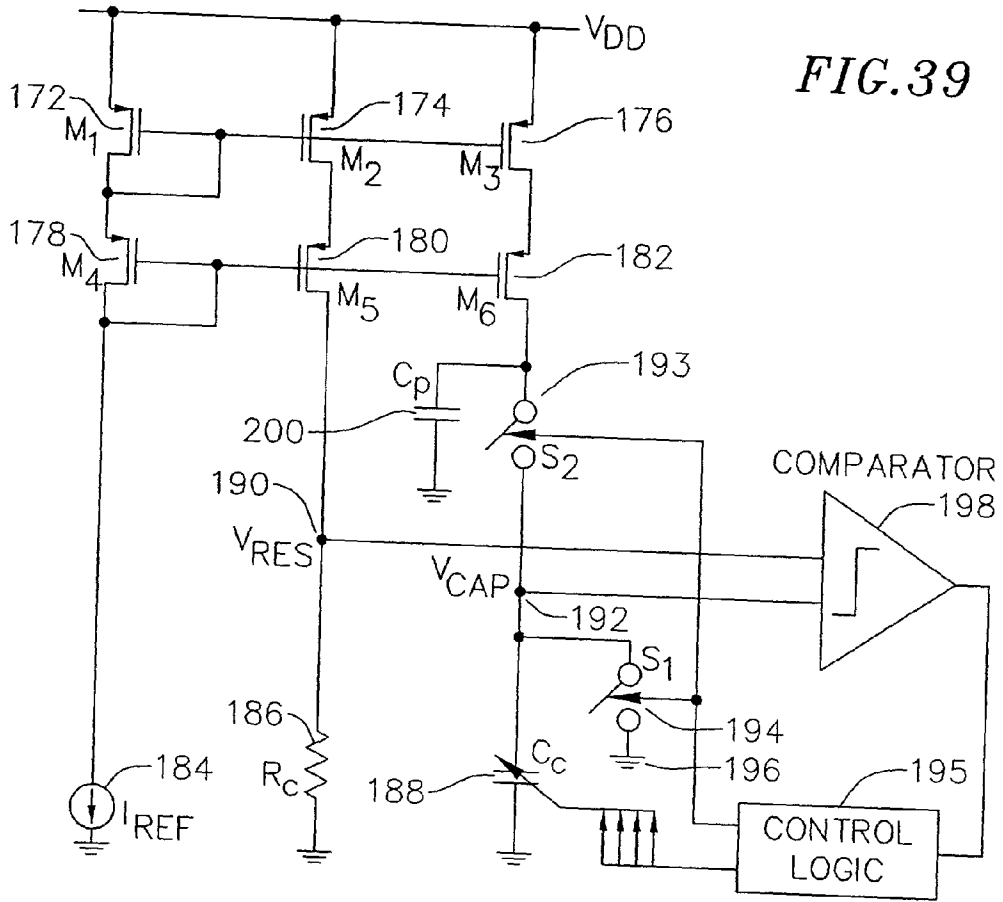 V_DD
FIG.39
172
174
176
M_1
M_2
M_3
178
180
182
M_4
M_5
M_6
C_p
193
200
S_2
COMPARATOR
198
190
V_RES
V_CAP
192
S_1
186
194
184
R_C
188
C_C
196
195
I_REF
CONTROL
LOGIC